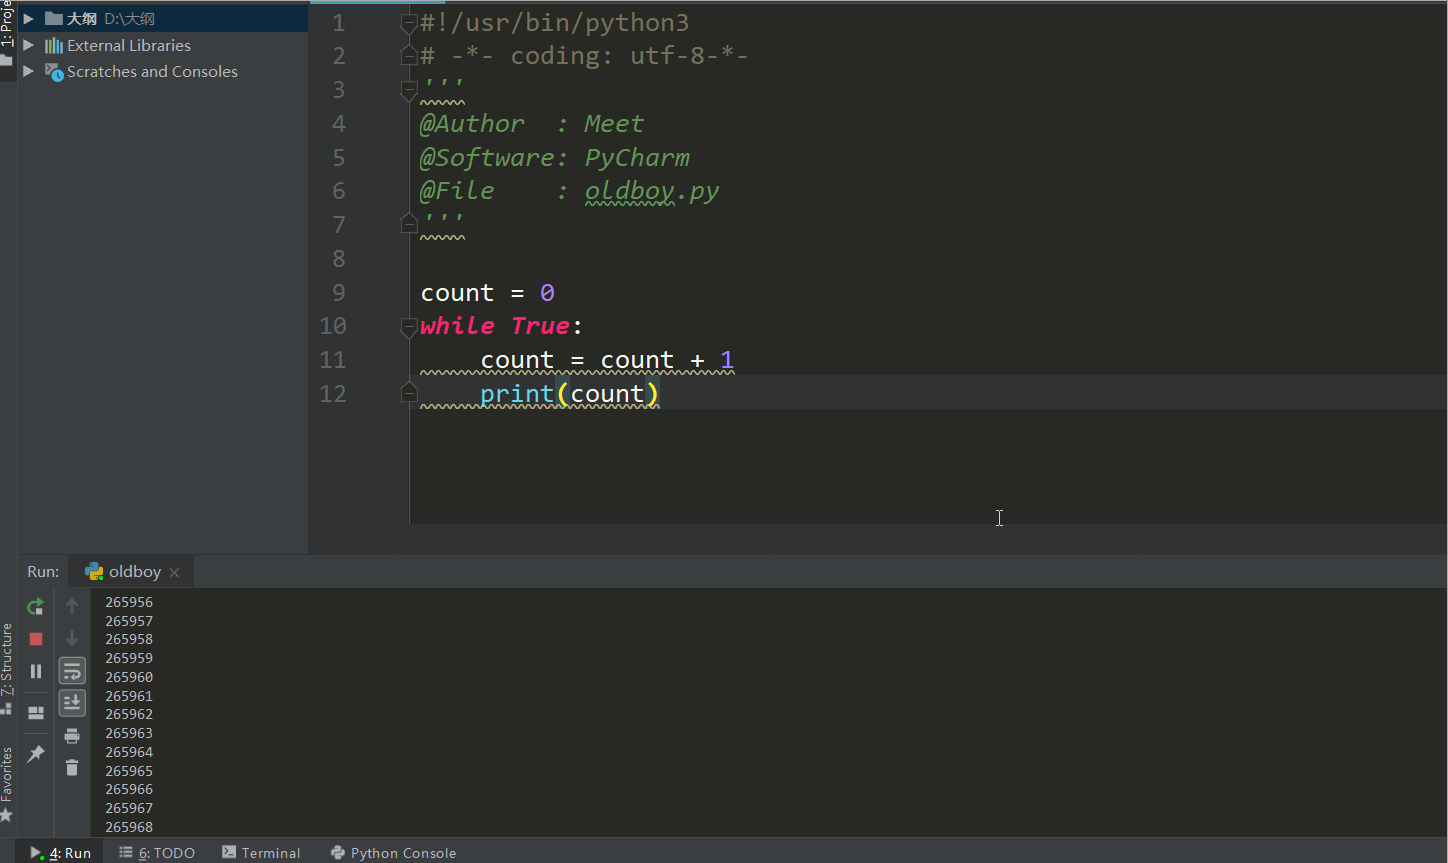 1: Proje
大纲 D:\大纲
External Libraries
Scratches and Consoles
1 #!/usr/bin/python3
2 # -*- coding: utf-8-*-
3 '''
4 @Author  : Meet
5 @Software: PyCharm
6 @File    : oldboy.py
7 '''
8
9 count = 0
10 while True:
11     count = count + 1
12     print(count)
Run: oldboy
265956
265957
265958
265959
265960
265961
265962
265963
265964
265965
265966
265967
265968
7: Structure
Favorites
4: Run 6: TODO Terminal Python Console